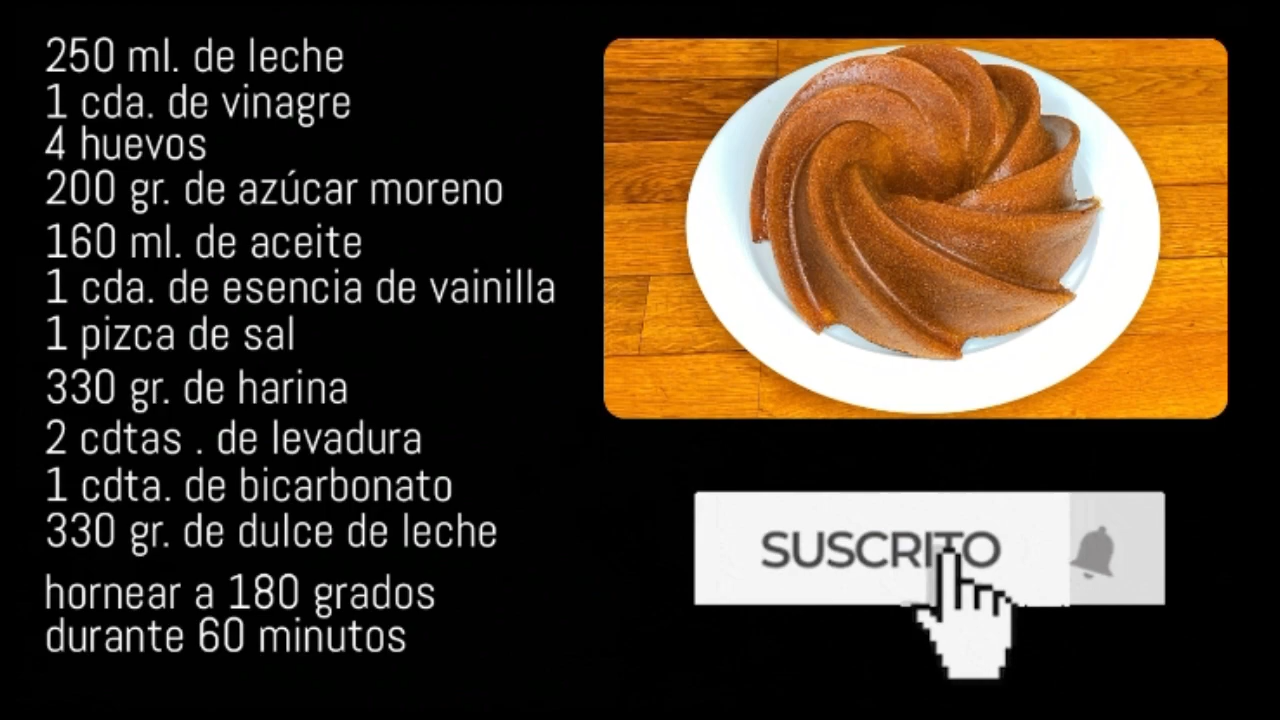 250 ml. de leche
1 cda. de vinagre
4 huevos
200 gr. de azúcar moreno
160 ml. de aceite
1 cda. de esencia de vainilla
1 pizca de sal
330 gr. de harina
2 cdtas . de levadura
1 cdta. de bicarbonato
330 gr. de dulce de leche
hornear a 180 grados
durante 60 minutos
SUSCRITO